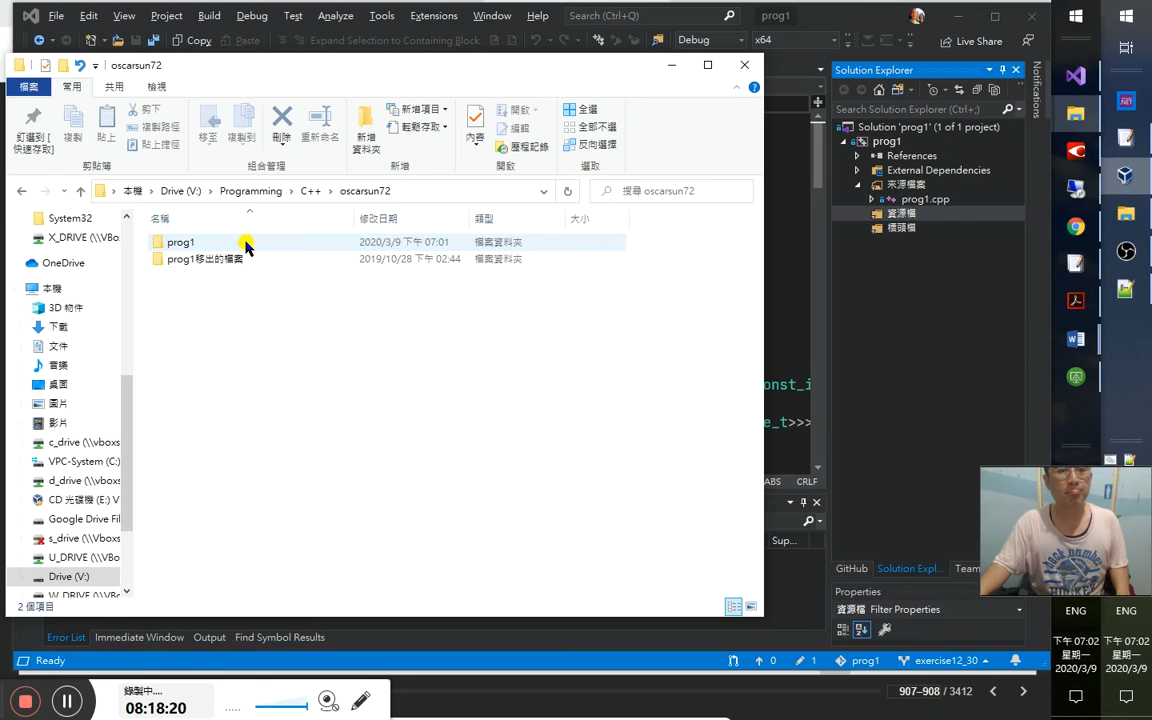 File Edit View Project Build Debug Test Analyze Tools Extensions Window Help Search (Ctrl+Q) prog1
Copy Paste Expand Selection to Containing Block Debug x64 Live Share
oscarsun72
檔案 常用 共用 檢視
釘選到 [快速存取] 複製 貼上 剪下 複製路徑 貼上捷徑 剪貼簿
移至 複製到 刪除 重新命名 組合管理
新增資料夾 新增項目 輕鬆存取 新增
內容 開啟 編輯 歷程記錄 開啟
全選 全部不選 反向選擇 選取
本機 Drive (V:) Programming C++ oscarsun72 搜尋 oscarsun72
名稱 修改日期 類型 大小
prog1 2020/3/9 下午 07:01 檔案資料夾
prog1移出的檔案 2019/10/28 下午 02:44 檔案資料夾
System32
X_DRIVE (\\VBo
OneDrive
本機
3D 物件
下載
文件
音樂
桌面
圖片
影片
c_drive (\\vboxs
VPC-System (C:)
d_drive (\\vboxs
CD 光碟機 (E:) V
Google Drive Fil
s_drive (\\vboxs
U_DRIVE (\\VBo
Drive (V:)
W_DRIVE (\\VBo
2 個項目
onst_i
e_t>>>
ABS CRLF
Sup...
Solution Explorer
Search Solution Explorer (Ctrl+;)
Solution 'prog1' (1 of 1 project)
prog1
References
External Dependencies
來源檔案
prog1.cpp
資源檔
標頭檔
Notifications
GitHub Solution Expl... Team
Properties
資源檔 Filter Properties
Error List Immediate Window Output Find Symbol Results
Ready 0 1 prog1 exercise12_30
錄製中....
08:18:20
907–908 / 3412
.NET
ENG ENG
下午 07:02 下午 07:02
星期一 星期一
2020/3/9 2020/3/9